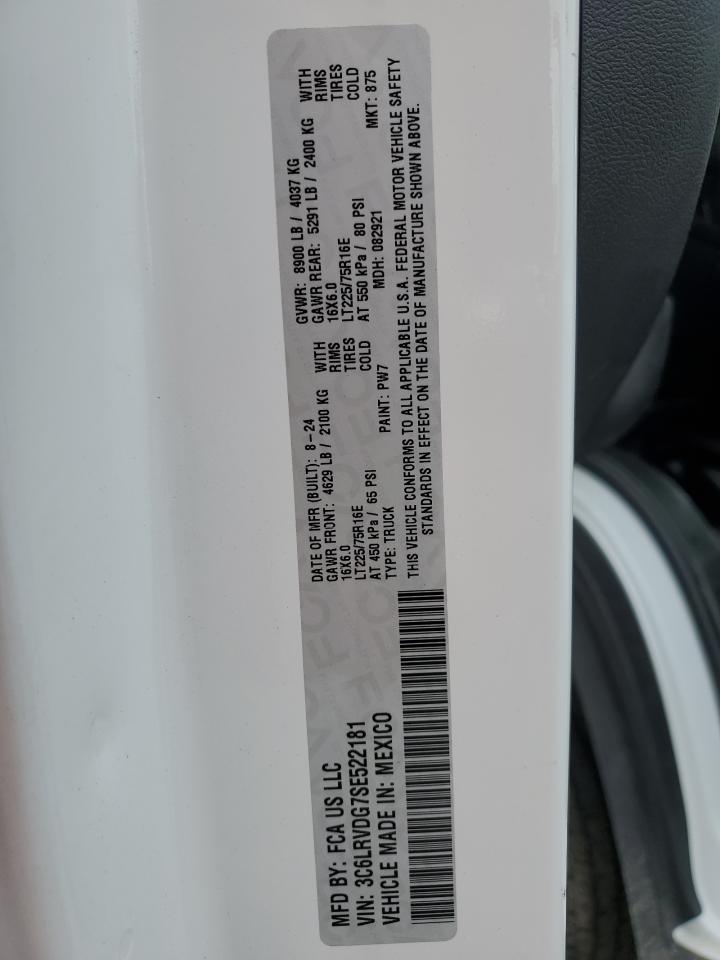 MFD BY: FCA US LLC
VIN: 3C6LRVDG7SE522181
VEHICLE MADE IN: MEXICO
DATE OF MFR (BUILT): 8-24
GAWR FRONT: 4629 LB / 2100 KG WITH
16X6.0 RIMS
LT225/75R16E TIRES
AT 450 kPa / 65 PSI COLD
TYPE: TRUCK PAINT: PW7
GVWR: 8900 LB / 4037 KG
GAWR REAR: 5291 LB / 2400 KG WITH
16X6.0 RIMS
LT225/75R16E TIRES
AT 550 kPa / 80 PSI COLD
MDH: 082921 MKT: 875
THIS VEHICLE CONFORMS TO ALL APPLICABLE U.S.A. FEDERAL MOTOR VEHICLE SAFETY
STANDARDS IN EFFECT ON THE DATE OF MANUFACTURE SHOWN ABOVE.